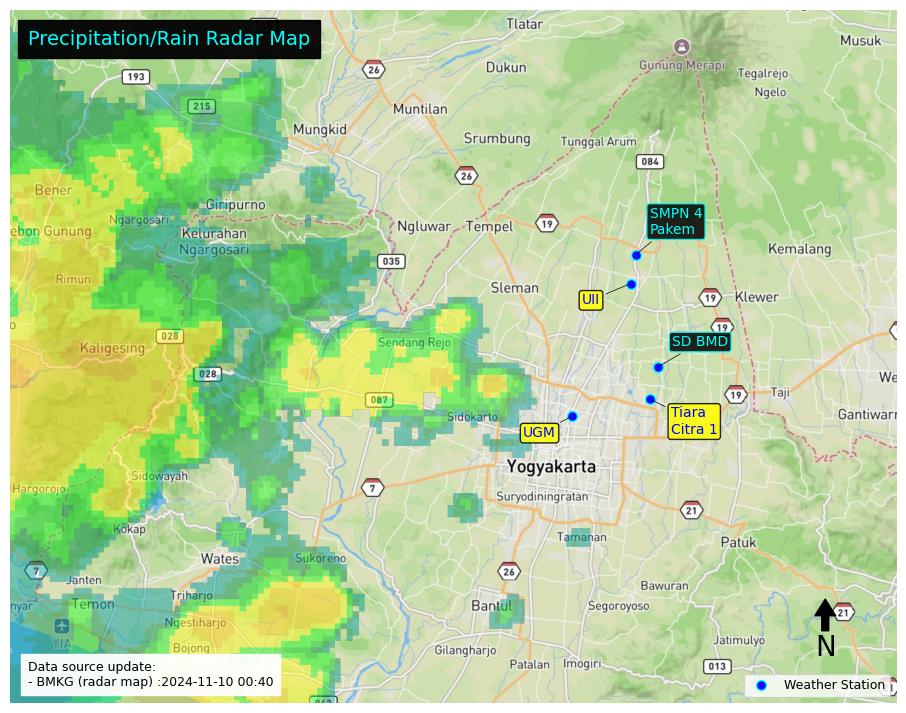 Precipitation/Rain Radar Map
Tlatar
Musuk
193
26
Dukun
Gunung Merapi
Tegalrejo
Ngelo
215
Muntilan
Mungkid
Srumbung
Tunggal Arum
084
26
Bener
Giripurno
Ngargosari
Ngluwar
Tempel
19
SMPN 4
Pakem
ebon Gunung
Kelurahan
Ngargosari
Kemalang
035
Rimun
Sleman
UII
19
Klewer
19
028
Kaligesing
Sendang Rejo
SD BMD
028
087
19
Taji
We
Sidokarto
UGM
Tiara
Citra 1
Gantiwarn
Yogyakarta
Sidowayah
Hargorojo
7
Suryodiningratan
21
Kokap
Tamanan
Patuk
Wates
Sukoreno
7
Janten
26
Bawuran
nyar
Temon
Triharjo
Bantul
Segoroyoso
21
Ngestiharjo
YIA
Bojong
Jatimulyo
N
Gilangharjo
Patalan
Imogiri
013
Data source update:
- BMKG (radar map) :2024-11-10 00:40
Weather Station